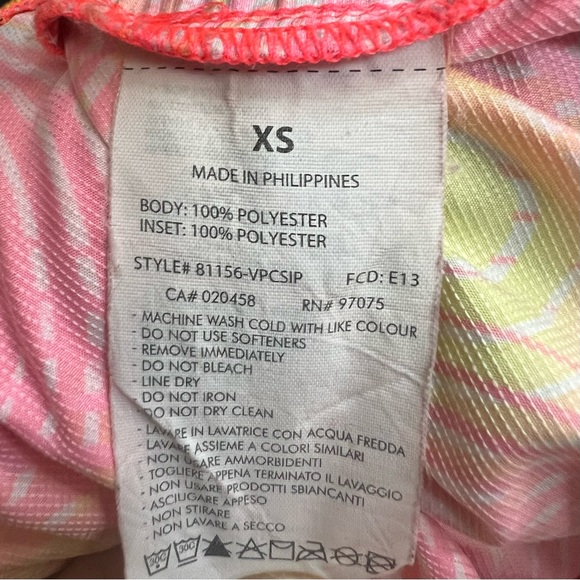 XS
MADE IN PHILIPPINES
BODY: 100% POLYESTER
INSET: 100% POLYESTER
STYLE# 81156-VPCSIP FCD: E13
CA# 020458 RN# 97075
- MACHINE WASH COLD WITH LIKE COLOUR
- DO NOT USE SOFTENERS
- REMOVE IMMEDIATELY
- DO NOT BLEACH
- LINE DRY
- DO NOT IRON
- DO NOT DRY CLEAN
- LAVARE IN LAVATRICE CON ACQUA FREDDA
- LAVARE ASSIEME A COLORI SIMILARI
- NON USARE AMMORBIDENTI
- TOGLIERE APPENA TERMINATO IL LAVAGGIO
- NON USARE PRODOTTI SBIANCANTI
- ASCIUGARE APPESO
- NON STIRARE
- NON LAVARE A SECCO
30C 30C